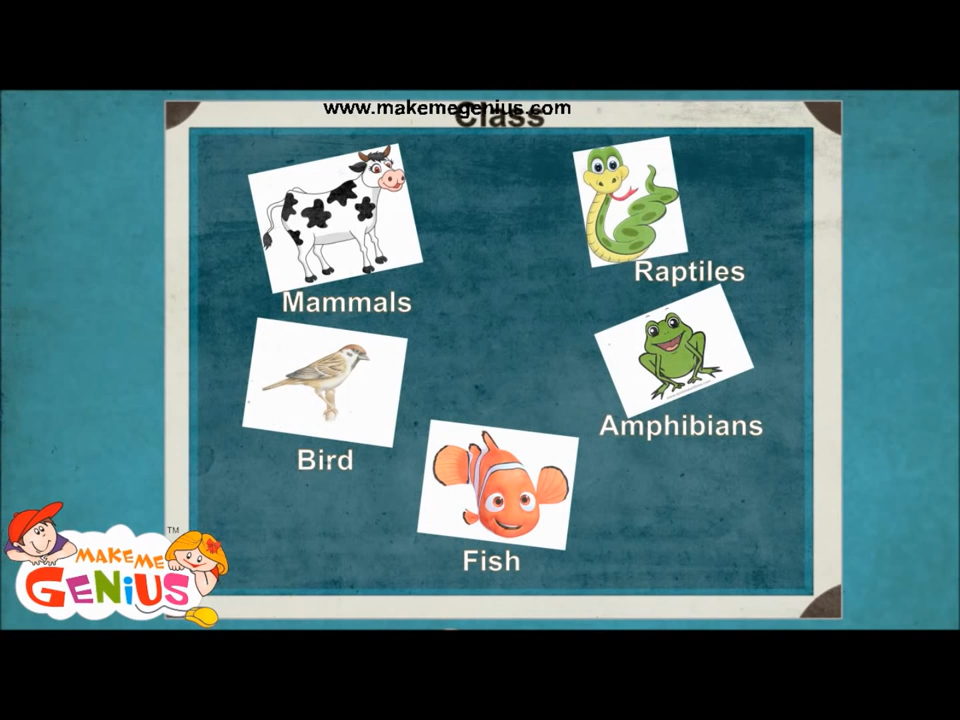 www.makemegenius.com
Class
Mammals
Raptiles
Bird
Amphibians
Fish
TM
MAKE ME
GENiUS